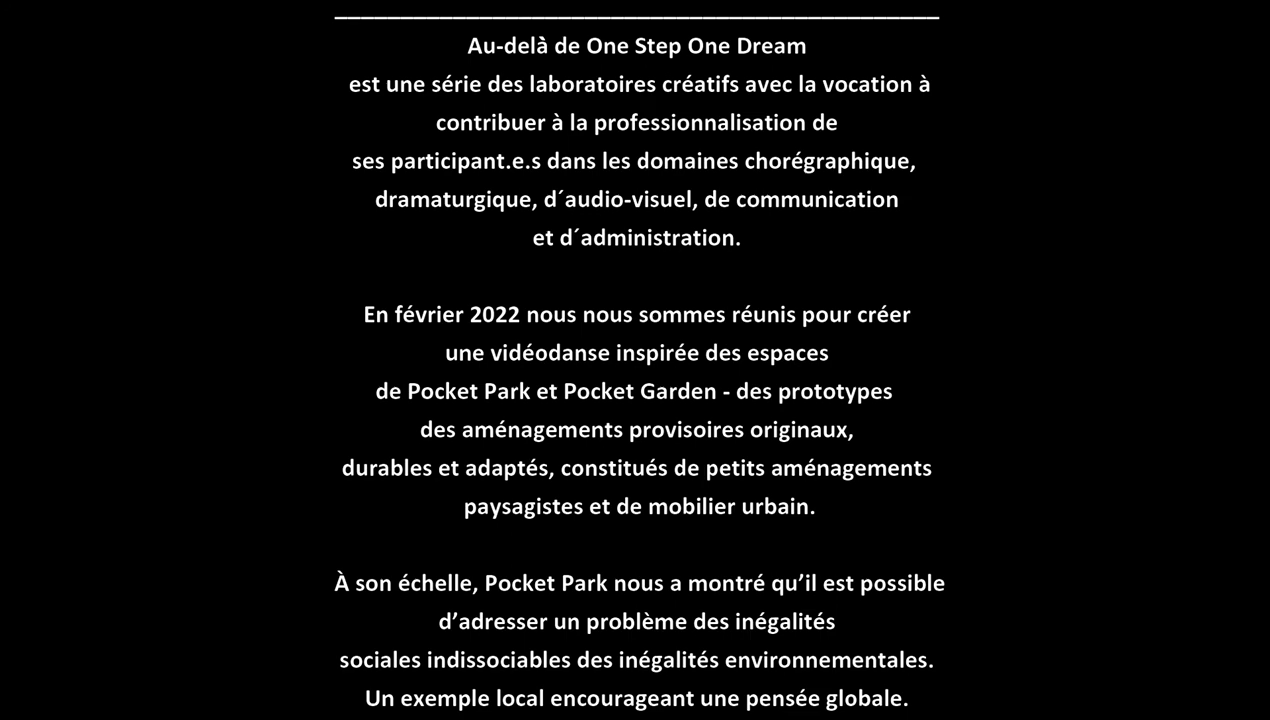 Au-delà de One Step One Dream
est une série des laboratoires créatifs avec la vocation à
contribuer à la professionnalisation de
ses participant.e.s dans les domaines chorégraphique,
dramaturgique, d´audio-visuel, de communication
et d´administration.
En février 2022 nous nous sommes réunis pour créer
une vidéodanse inspirée des espaces
de Pocket Park et Pocket Garden - des prototypes
des aménagements provisoires originaux,
durables et adaptés, constitués de petits aménagements
paysagistes et de mobilier urbain.
À son échelle, Pocket Park nous a montré qu’il est possible
d’adresser un problème des inégalités
sociales indissociables des inégalités environnementales.
Un exemple local encourageant une pensée globale.